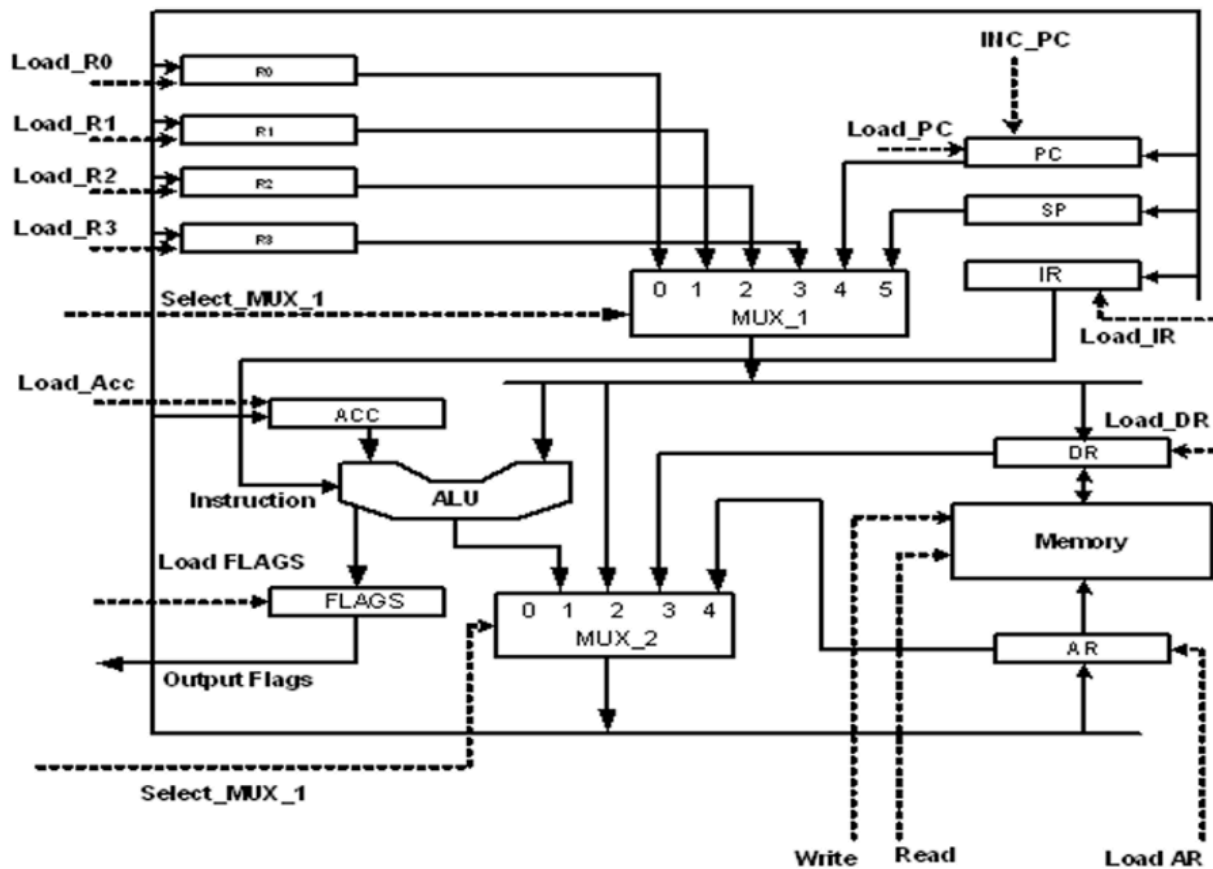 INC_PC
Load_R0
R0
Load_R1
R1
Load_PC
PC
Load_R2
R2
SP
Load_R3
R3
IR
Select_MUX_1
0 1 2 3 4 5
MUX_1
Load_IR
Load_Acc
ACC
Load_DR
DR
ALU
Instruction
Memory
Load FLAGS
FLAGS
0 1 2 3 4
MUX_2
AR
Output Flags
Select_MUX_1
Write
Read
Load AR